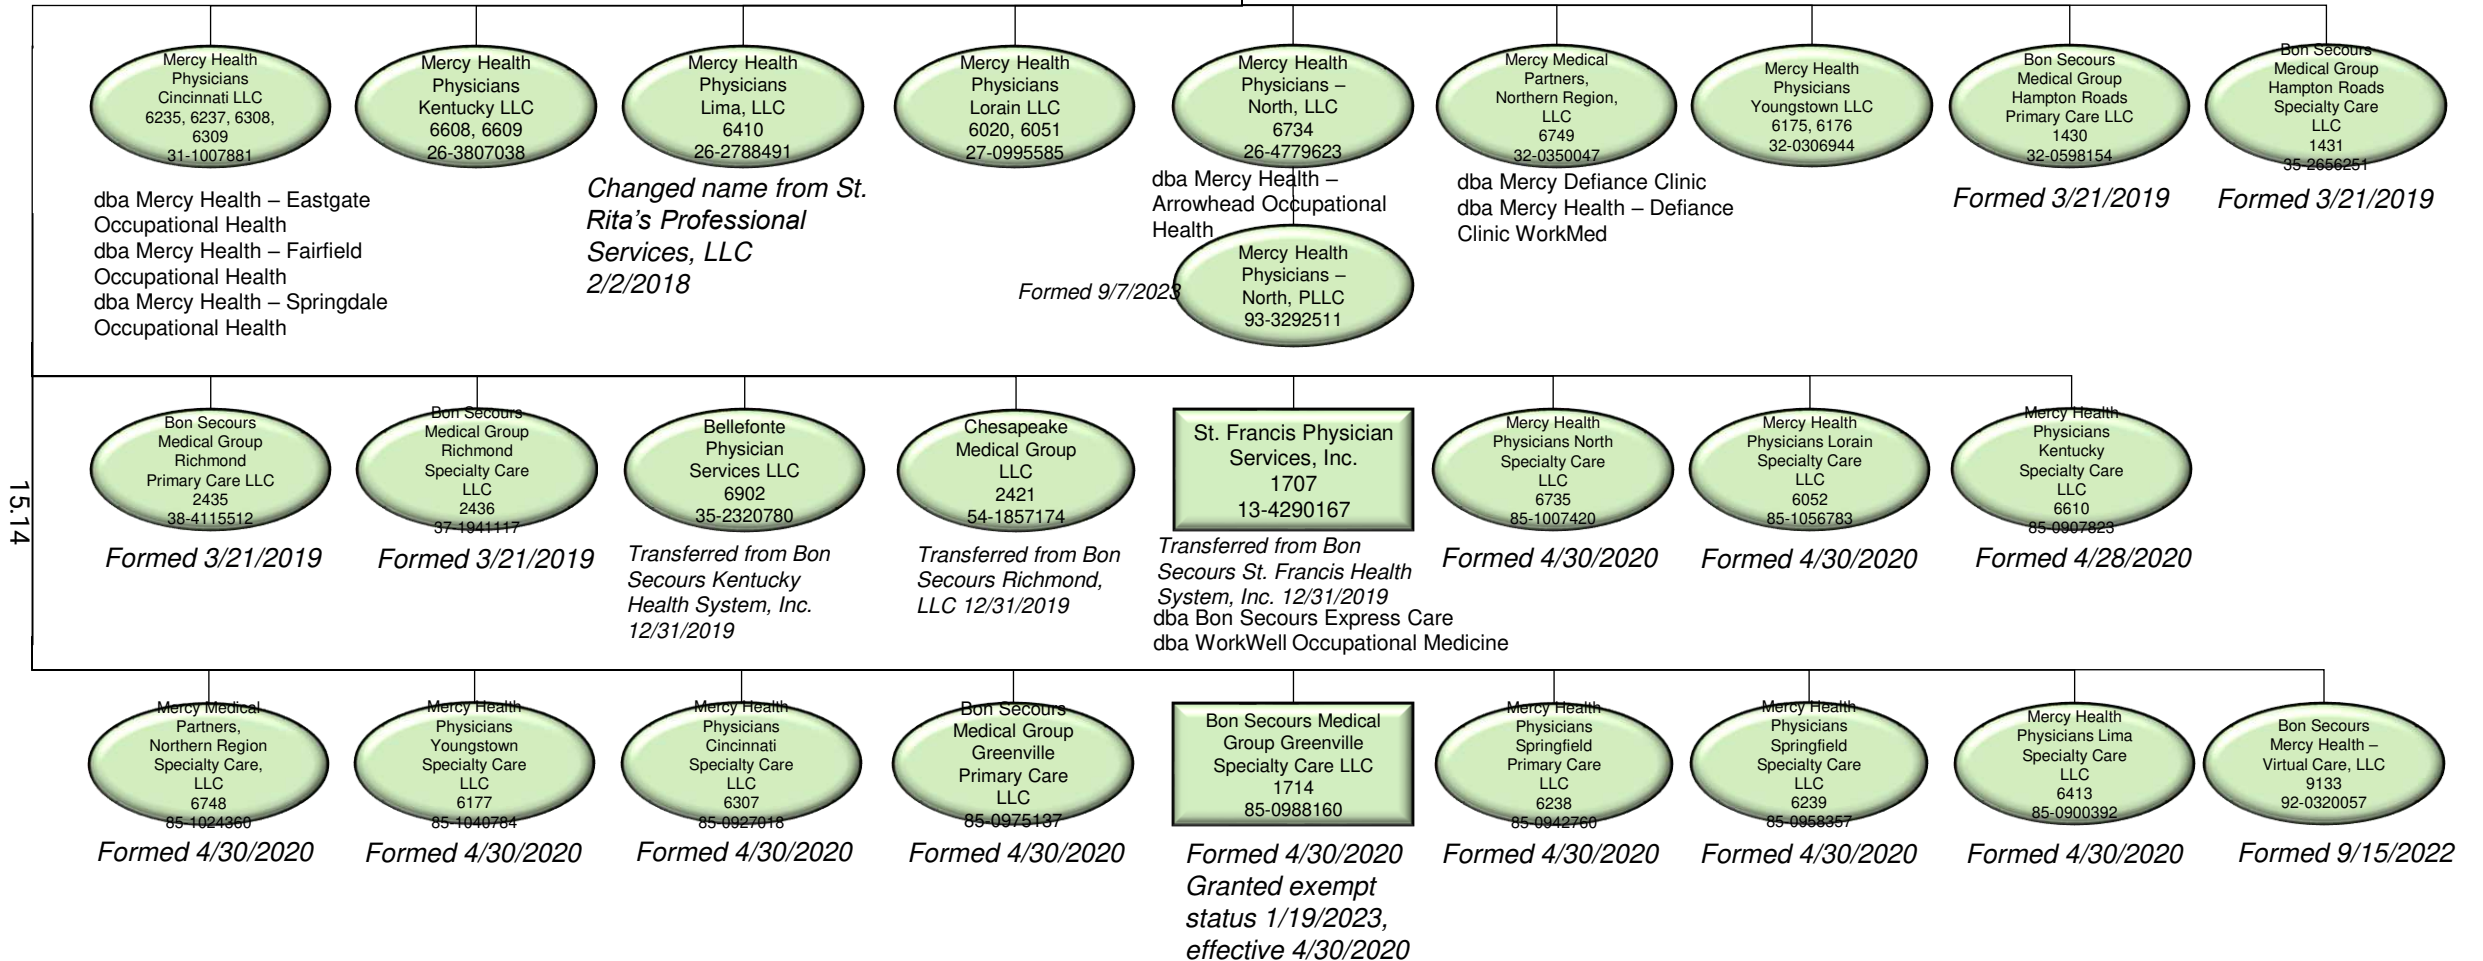 Mercy Health
Physicians
Cincinnati LLC
6235, 6237, 6308,
6309
31-1007881
dba Mercy Health – Eastgate
Occupational Health
dba Mercy Health – Fairfield
Occupational Health
dba Mercy Health – Springdale
Occupational Health
Mercy Health
Physicians
Kentucky LLC
6608, 6609
26-3807038
Mercy Health
Physicians
Lima, LLC
6410
26-2788491
Changed name from St.
Rita’s Professional
Services, LLC
2/2/2018
Mercy Health
Physicians
Lorain LLC
6020, 6051
27-0995585
Mercy Health
Physicians –
North, LLC
6734
26-4779623
dba Mercy Health –
Arrowhead Occupational
Health
Mercy Health
Physicians –
North, PLLC
93-3292511
Formed 9/7/2023
Mercy Medical
Partners,
Northern Region,
LLC
6749
32-0350047
dba Mercy Defiance Clinic
dba Mercy Health – Defiance
Clinic WorkMed
Mercy Health
Physicians
Youngstown LLC
6175, 6176
32-0306944
Bon Secours
Medical Group
Hampton Roads
Primary Care LLC
1430
32-0598154
Formed 3/21/2019
Bon Secours
Medical Group
Hampton Roads
Specialty Care
LLC
1431
35-2656251
Formed 3/21/2019
Bon Secours
Medical Group
Richmond
Primary Care LLC
2435
38-4115512
Formed 3/21/2019
Bon Secours
Medical Group
Richmond
Specialty Care
LLC
2436
37-1941117
Formed 3/21/2019
Bellefonte
Physician
Services LLC
6902
35-2320780
Transferred from Bon
Secours Kentucky
Health System, Inc.
12/31/2019
Chesapeake
Medical Group
LLC
2421
54-1857174
Transferred from Bon
Secours Richmond,
LLC 12/31/2019
St. Francis Physician
Services, Inc.
1707
13-4290167
Transferred from Bon
Secours St. Francis Health
System, Inc. 12/31/2019
dba Bon Secours Express Care
dba WorkWell Occupational Medicine
Mercy Health
Physicians North
Specialty Care
LLC
6735
85-1007420
Formed 4/30/2020
Mercy Health
Physicians Lorain
Specialty Care
LLC
6052
85-1056783
Formed 4/30/2020
Mercy Health
Physicians
Kentucky
Specialty Care
LLC
6610
85-0907823
Formed 4/28/2020
15.14
Mercy Medical
Partners,
Northern Region
Specialty Care,
LLC
6748
85-1024360
Formed 4/30/2020
Mercy Health
Physicians
Youngstown
Specialty Care
LLC
6177
85-1040784
Formed 4/30/2020
Mercy Health
Physicians
Cincinnati
Specialty Care
LLC
6307
85-0927018
Formed 4/30/2020
Bon Secours
Medical Group
Greenville
Primary Care
LLC
85-0975137
Formed 4/30/2020
Bon Secours Medical
Group Greenville
Specialty Care LLC
1714
85-0988160
Formed 4/30/2020
Granted exempt
status 1/19/2023,
effective 4/30/2020
Mercy Health
Physicians
Springfield
Primary Care
LLC
6238
85-0942760
Formed 4/30/2020
Mercy Health
Physicians
Springfield
Specialty Care
LLC
6239
85-0958357
Formed 4/30/2020
Mercy Health
Physicians Lima
Specialty Care
LLC
6413
85-0900392
Formed 4/30/2020
Bon Secours
Mercy Health –
Virtual Care, LLC
9133
92-0320057
Formed 9/15/2022